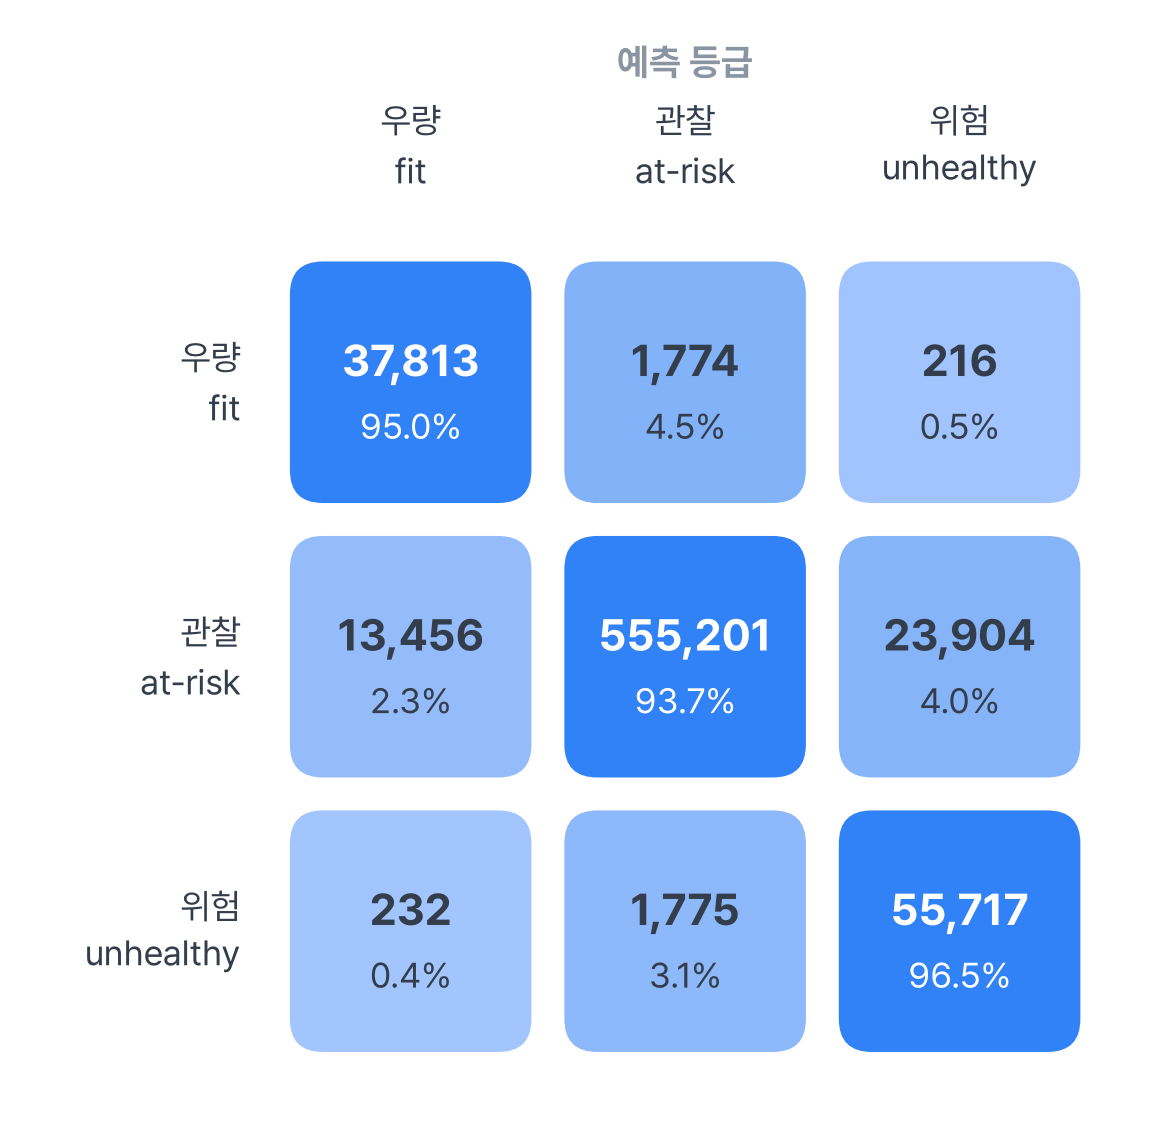 예측 등급
우량 관찰 위험
fit at-risk unhealthy
우량
fit
37,813 1,774 216
95.0% 4.5% 0.5%
관찰
at-risk
13,456 555,201 23,904
2.3% 93.7% 4.0%
위험
unhealthy
232 1,775 55,717
0.4% 3.1% 96.5%